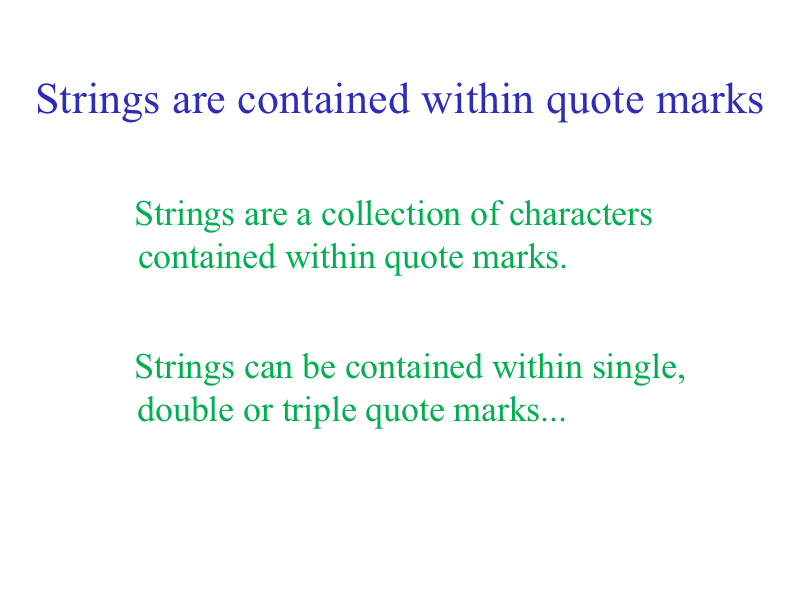 Strings are contained within quote marks
Strings are a collection of characters
contained within quote marks.
Strings can be contained within single,
double or triple quote marks...